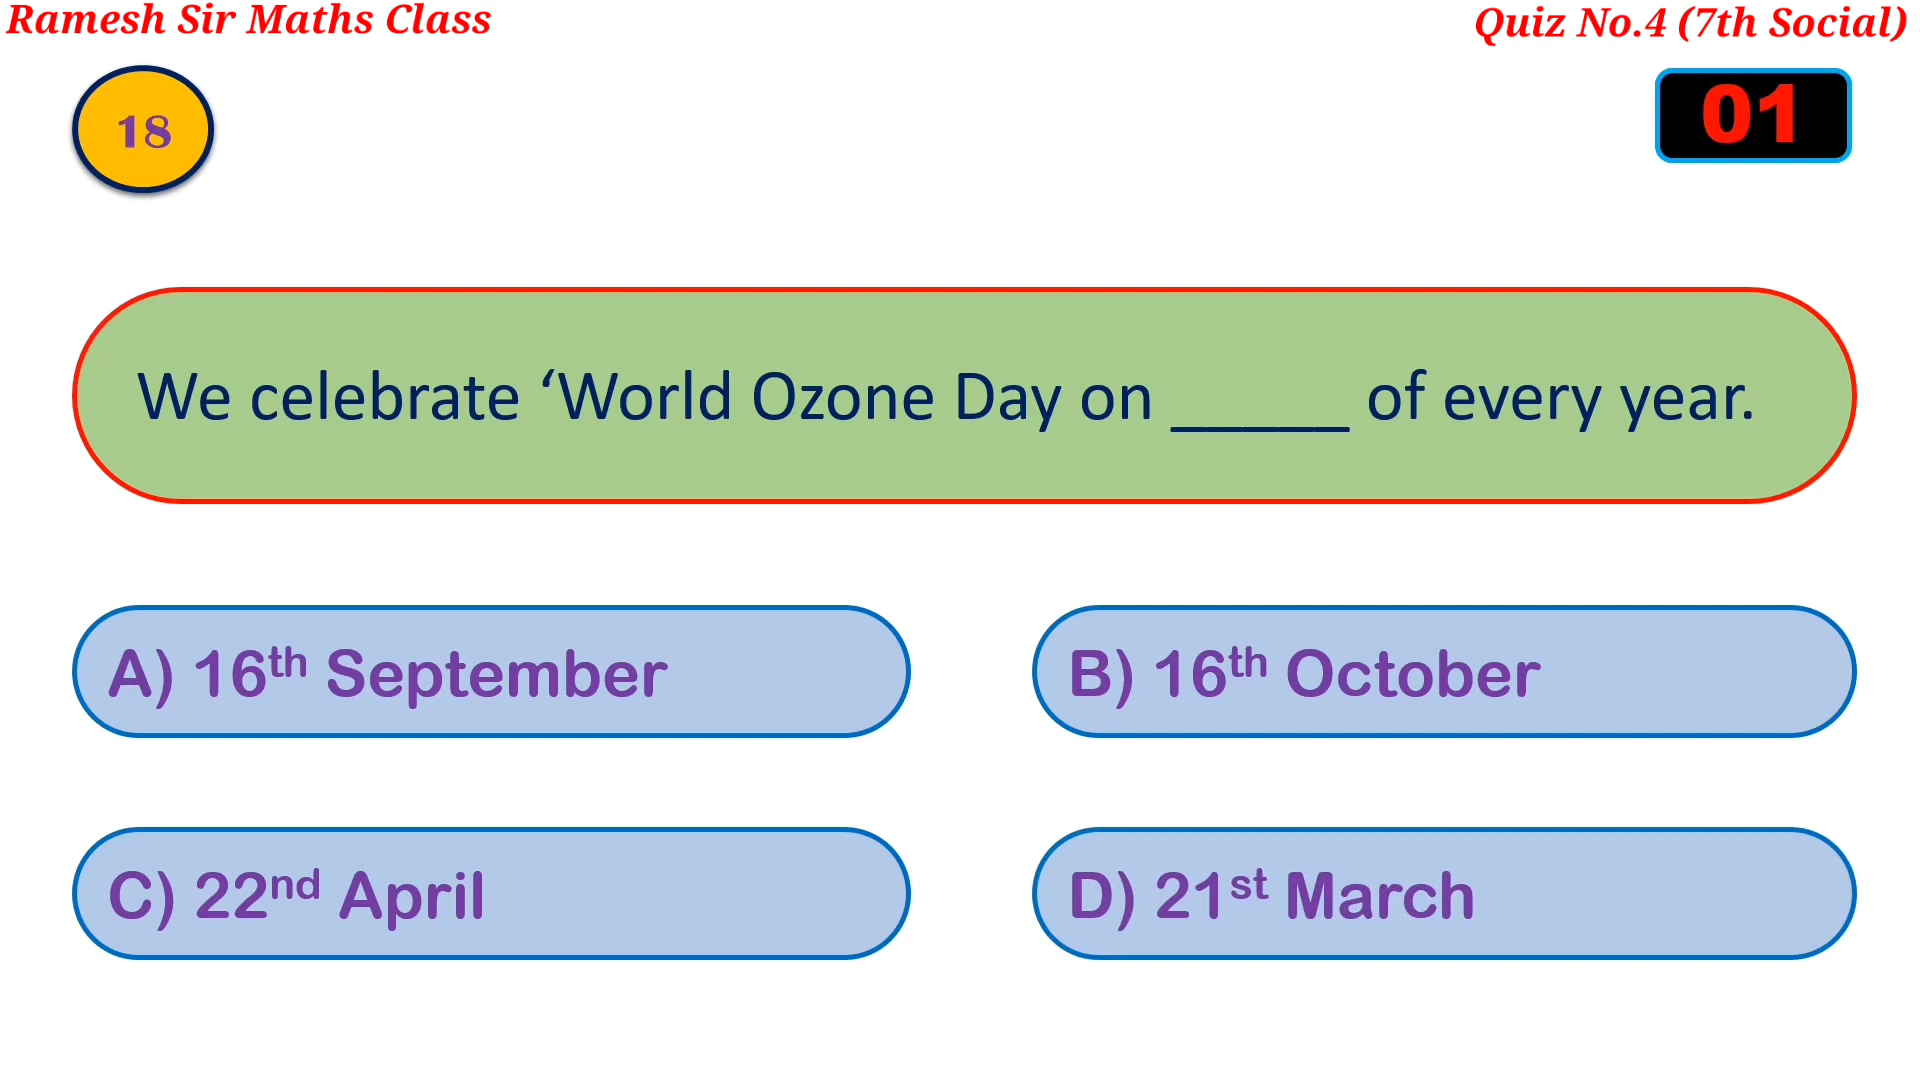 Ramesh Sir Maths Class
Quiz No.4 (7th Social)
18
01
We celebrate ‘World Ozone Day on _____ of every year.
A) 16th September
B) 16th October
C) 22nd April
D) 21st March